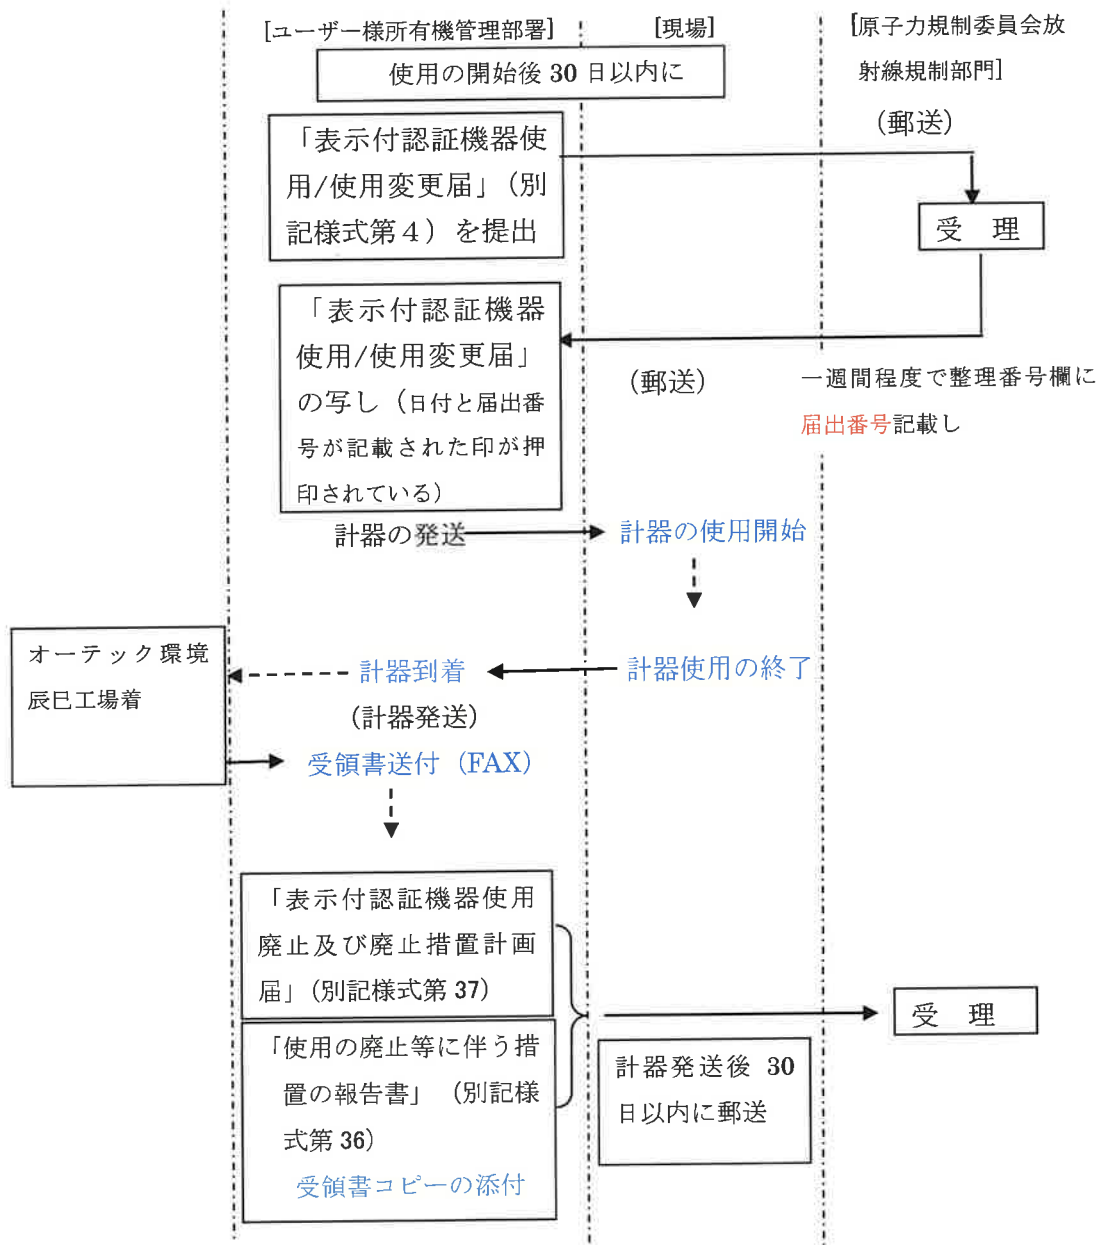 [ユーザー様所有機管理部署]
[現場]
[原子力規制委員会放
射線規制部門]
使用の開始後 30 日以内に
（郵送）
「表示付認証機器使
用/使用変更届」（別
記様式第４）を提出
受　理
「表示付認証機器
使用/使用変更届」
の写し（日付と届出番
号が記載された印が押
印されている）
（郵送）
一週間程度で整理番号欄に
届出番号記載し
計器の発送
計器の使用開始
オーテック環境
辰巳工場着
計器到着
計器使用の終了
（計器発送）
受領書送付（FAX）
「表示付認証機器使用
廃止及び廃止措置計画
届」（別記様式第 37）
受　理
「使用の廃止等に伴う措
置の報告書」（別記様
式第 36）
受領書コピーの添付
計器発送後 30
日以内に郵送